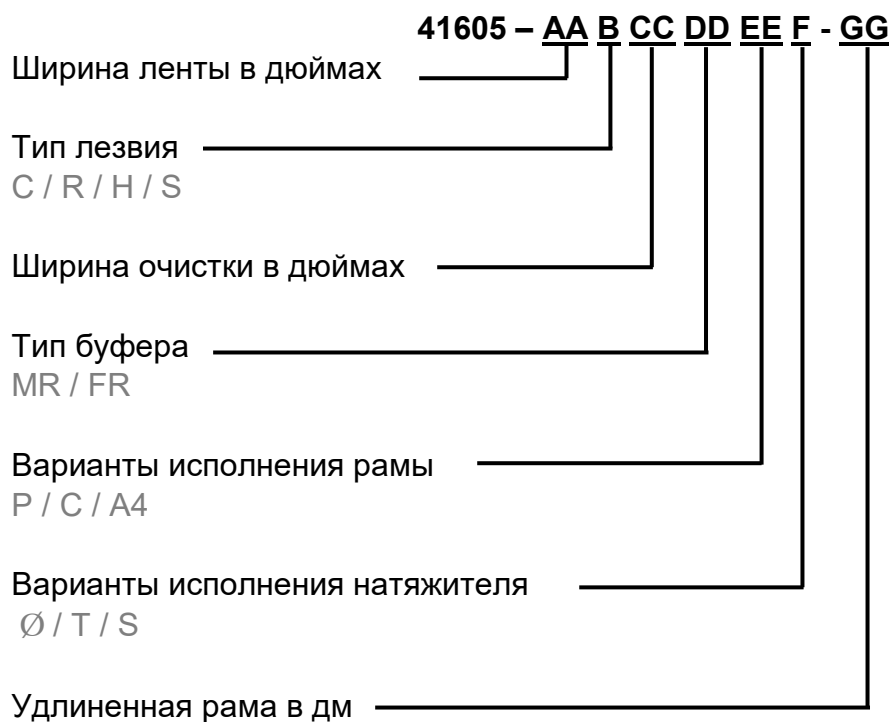 41605 – AA B CC DD EE F - GG
Ширина ленты в дюймах
Тип лезвия
C / R / H / S
Ширина очистки в дюймах
Тип буфера
MR / FR
Варианты исполнения рамы
P / C / A4
Варианты исполнения натяжителя
Ø / T / S
Удлиненная рама в дм